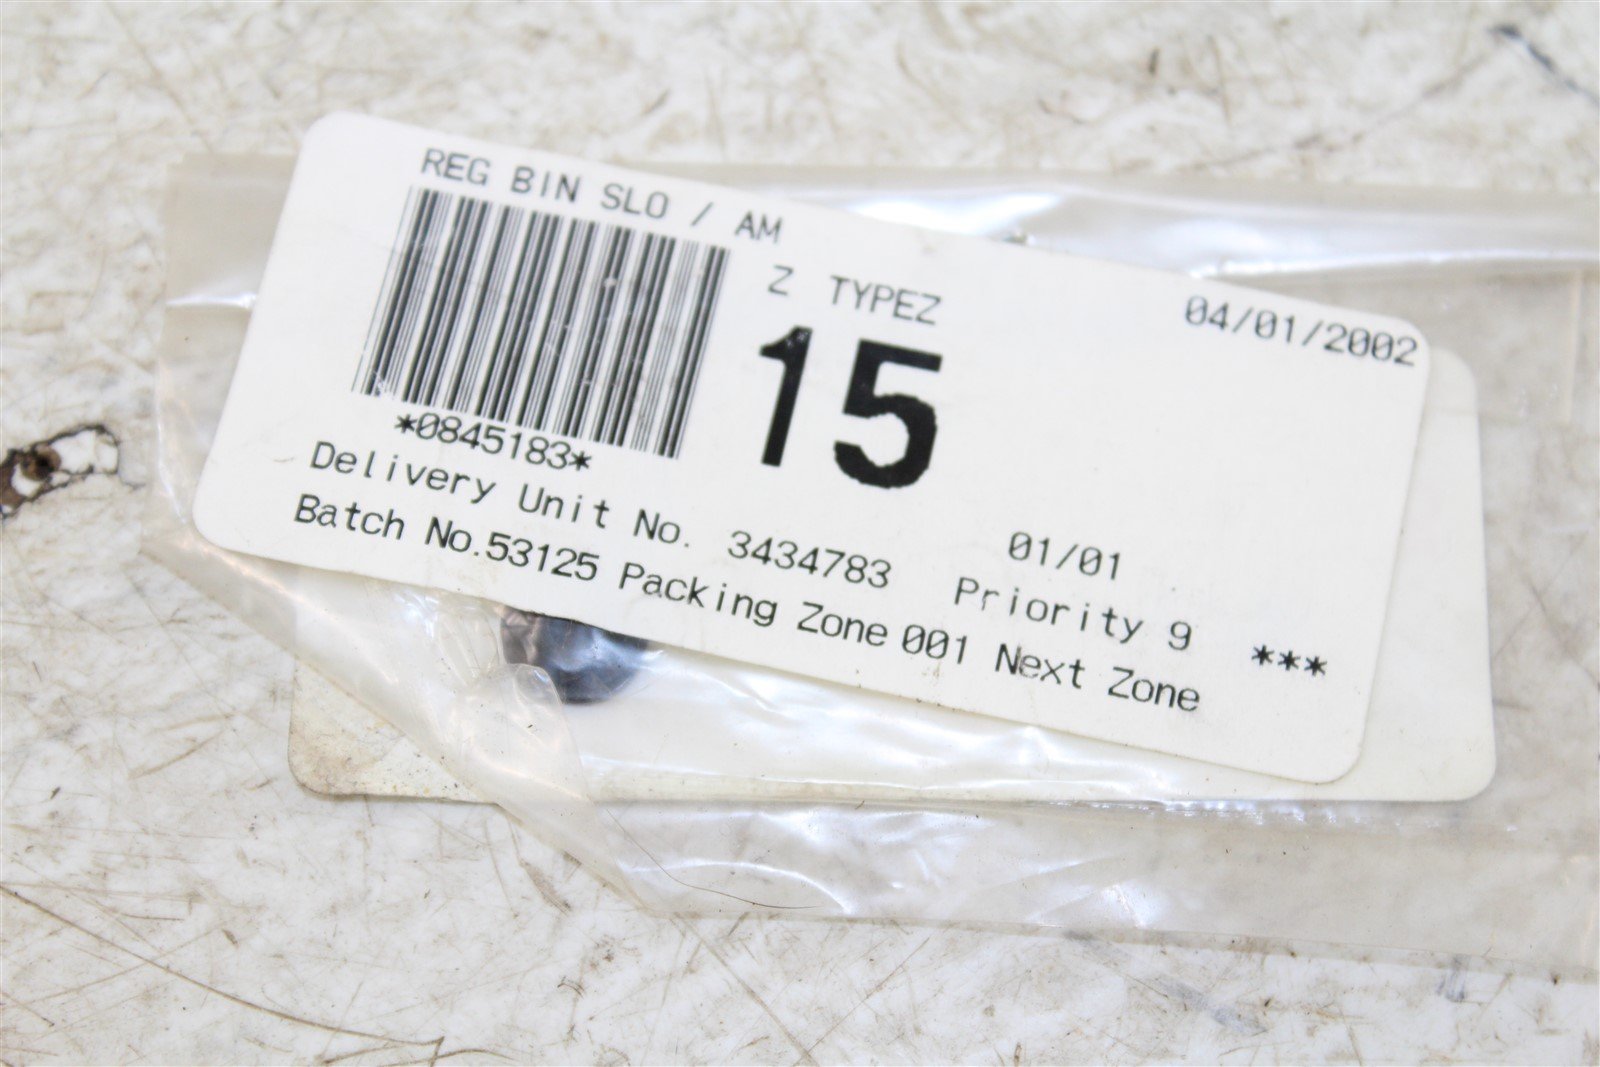 REG BIN SLO / AM
Z TYPEZ
04/01/2002
15
*0845183*
Delivery Unit No. 3434783
01/01
Batch No.53125 Packing Zone 001 Next Zone
Priority 9
***